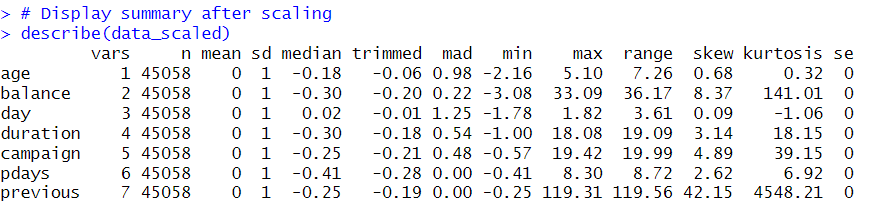 > # Display summary after scaling
> describe(data_scaled)
         vars     n mean sd median trimmed  mad   min    max  range  skew kurtosis se
age         1 45058    0  1  -0.18   -0.06 0.98 -2.16   5.10   7.26  0.68     0.32  0
balance     2 45058    0  1  -0.30   -0.20 0.22 -3.08  33.09  36.17  8.37   141.01  0
day         3 45058    0  1   0.02   -0.01 1.25 -1.78   1.82   3.61  0.09    -1.06  0
duration    4 45058    0  1  -0.30   -0.18 0.54 -1.00  18.08  19.09  3.14    18.15  0
campaign    5 45058    0  1  -0.25   -0.21 0.48 -0.57  19.42  19.99  4.89    39.15  0
pdays       6 45058    0  1  -0.41   -0.28 0.00 -0.41   8.30   8.72  2.62     6.92  0
previous    7 45058    0  1  -0.25   -0.19 0.00 -0.25 119.31 119.56 42.15  4548.21  0